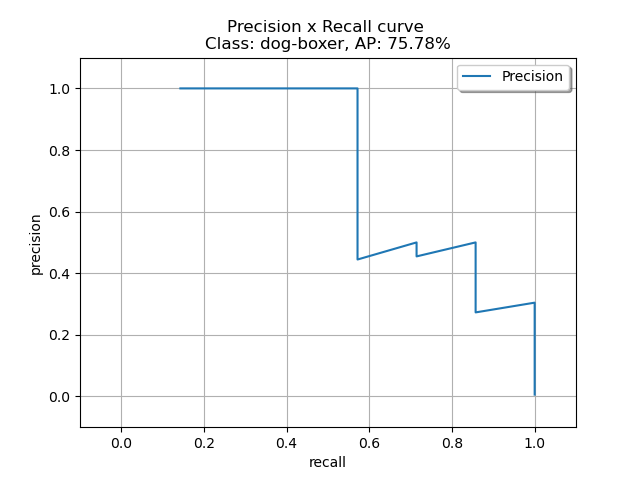 Precision x Recall curve
Class: dog-boxer, AP: 75.78%
Precision
1.0
0.8
0.6
0.4
0.2
0.0
precision
0.0 0.2 0.4 0.6 0.8 1.0
recall